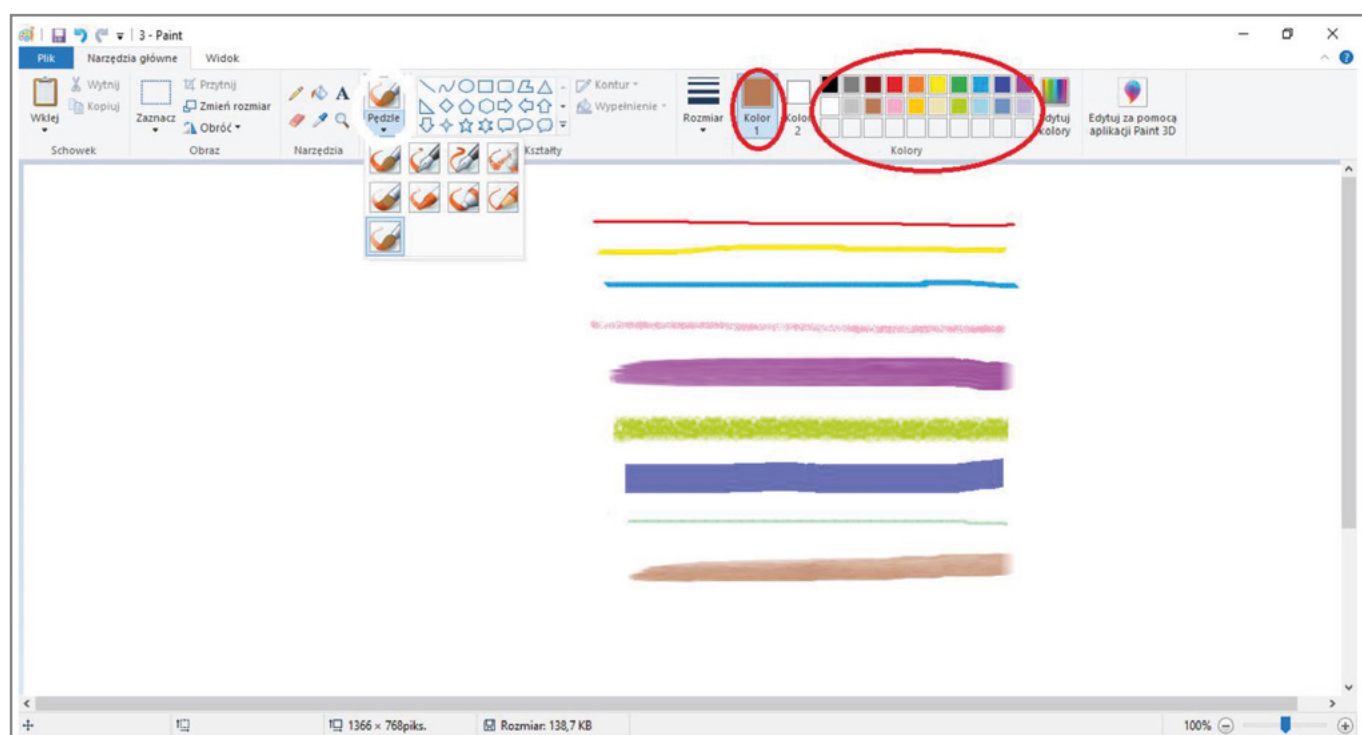 3 - Paint
Plik Narzędzia główne Widok
Wklej
Wytnij
Kopiuj
Schowek
Zaznacz
Przytnij
Zmień rozmiar
Obróć
Obraz
A
Narzędzia
Pędzle
Kontur
Wypełnienie
Kształty
Rozmiar
Kolor
1
Kolor
2
dytuj
kolory
Kolory
Edytuj za pomocą
aplikacji Paint 3D
1366 × 768piks. Rozmiar: 138,7 KB 100%